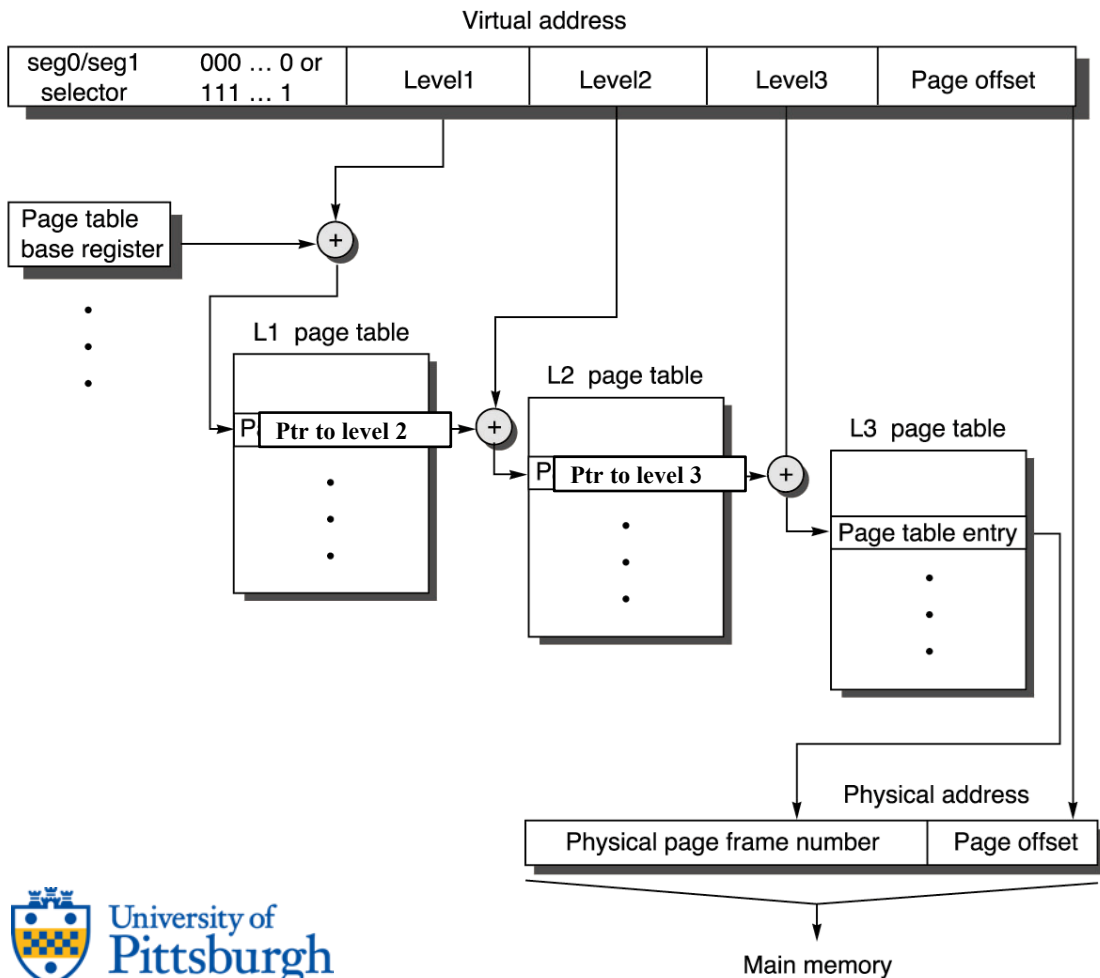 Virtual address
seg0/seg1 000 … 0 or
selector 111 … 1
Level1
Level2
Level3
Page offset
Page table
base register
+
L1 page table
L2 page table
L3 page table
P
Ptr to level 2
+
P
Ptr to level 3
+
Page table entry
Physical address
Physical page frame number
Page offset
University of
Pittsburgh
Main memory